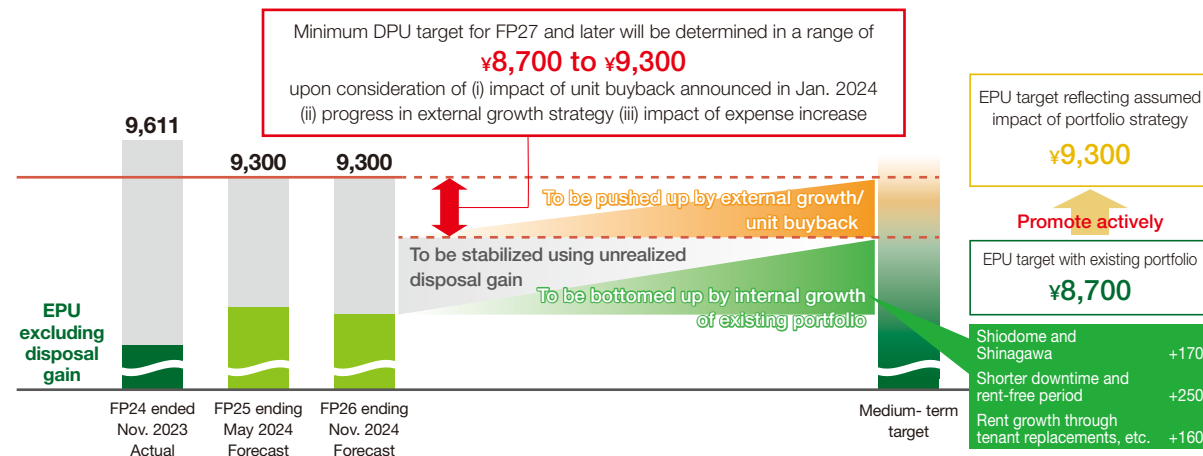 Minimum DPU target for FP27 and later will be determined in a range of
¥8,700 to ¥9,300
upon consideration of (i) impact of unit buyback announced in Jan. 2024
(ii) progress in external growth strategy (iii) impact of expense increase
9,611
9,300
9,300
To be pushed up by external growth/
unit buyback
To be stabilized using unrealized
disposal gain
To be bottomed up by internal growth
of existing portfolio
EPU
excluding
disposal
gain
FP24 ended
Nov. 2023
Actual
FP25 ending
May 2024
Forecast
FP26 ending
Nov. 2024
Forecast
Medium- term
target
EPU target reflecting assumed
impact of portfolio strategy
¥9,300
Promote actively
EPU target with existing portfolio
¥8,700
Shiodome and
Shinagawa +170
Shorter downtime and
rent-free period +250
Rent growth through
tenant replacements, etc. +160